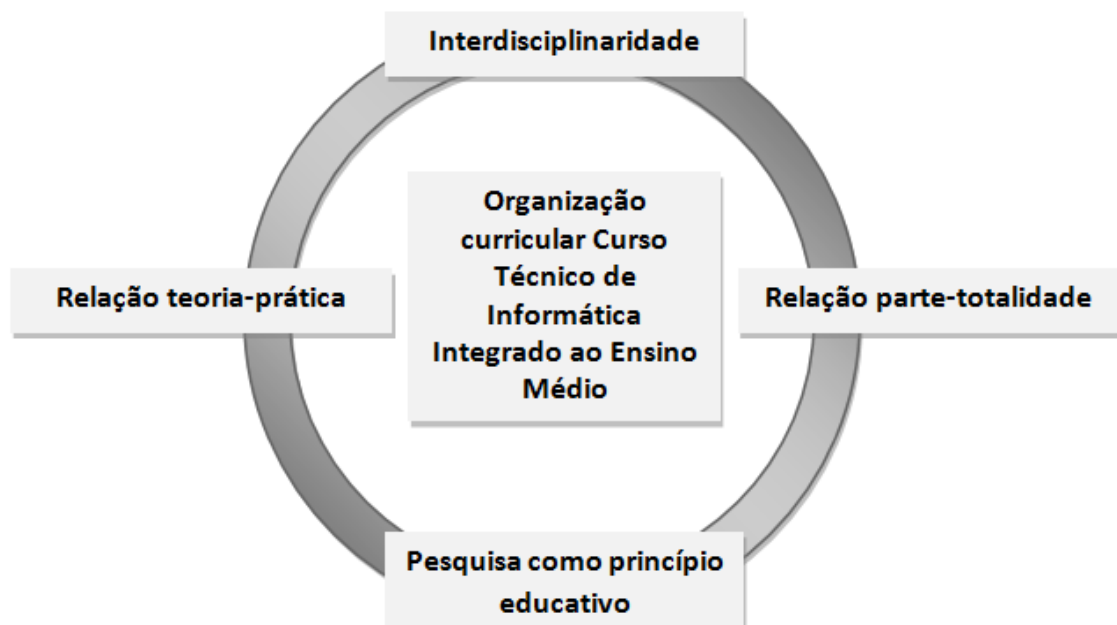 Interdisciplinaridade
Organização
curricular Curso
Técnico de
Informática
Integrado ao Ensino
Médio
Relação teoria-prática
Relação parte-totalidade
Pesquisa como princípio
educativo